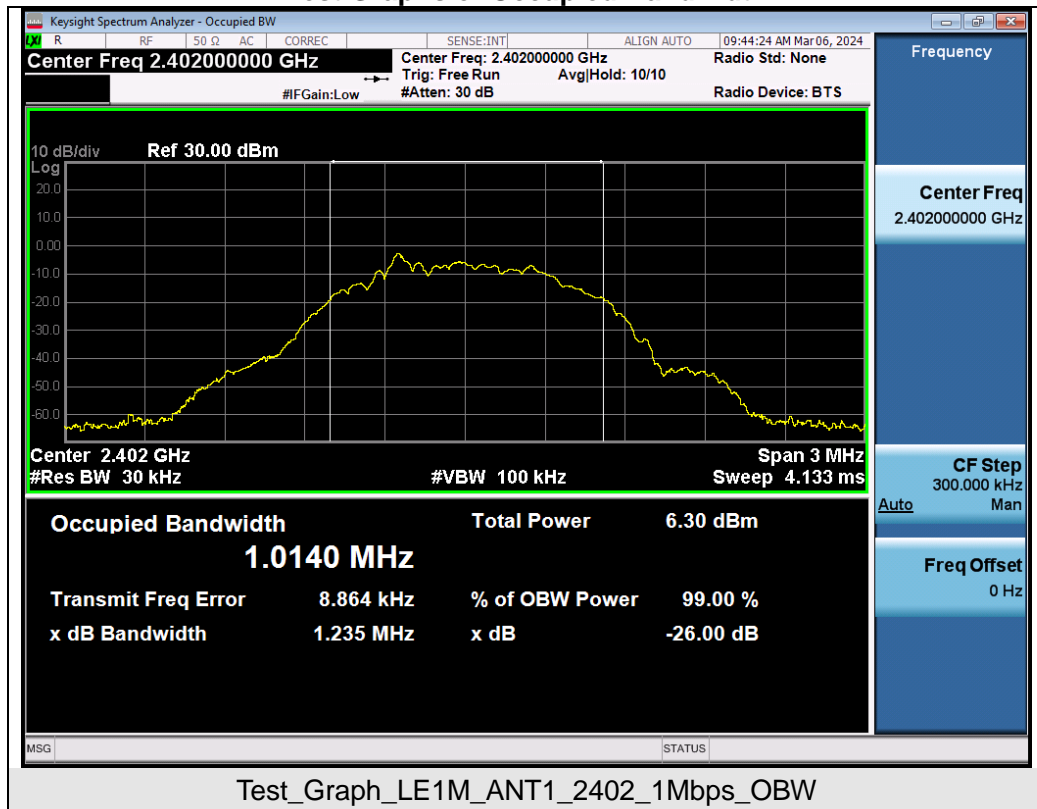 Keysight Spectrum Analyzer - Occupied BW
LXI R RF 50 Ω AC CORREC SENSE:INT ALIGN AUTO 09:44:24 AM Mar 06, 2024
Center Freq 2.402000000 GHz
Center Freq: 2.402000000 GHz
Radio Std: None
Trig: Free Run Avg|Hold: 10/10
#IFGain:Low
#Atten: 30 dB
Radio Device: BTS
10 dB/div Ref 30.00 dBm
Log
20.0
10.0
0.00
-10.0
-20.0
-30.0
-40.0
-50.0
-60.0
Center 2.402 GHz Span 3 MHz
#Res BW 30 kHz #VBW 100 kHz Sweep 4.133 ms
Occupied Bandwidth Total Power 6.30 dBm
1.0140 MHz
Transmit Freq Error 8.864 kHz % of OBW Power 99.00 %
x dB Bandwidth 1.235 MHz x dB -26.00 dB
MSG STATUS
Frequency
Center Freq
2.402000000 GHz
CF Step
300.000 kHz
Auto Man
Freq Offset
0 Hz
Test_Graph_LE1M_ANT1_2402_1Mbps_OBW